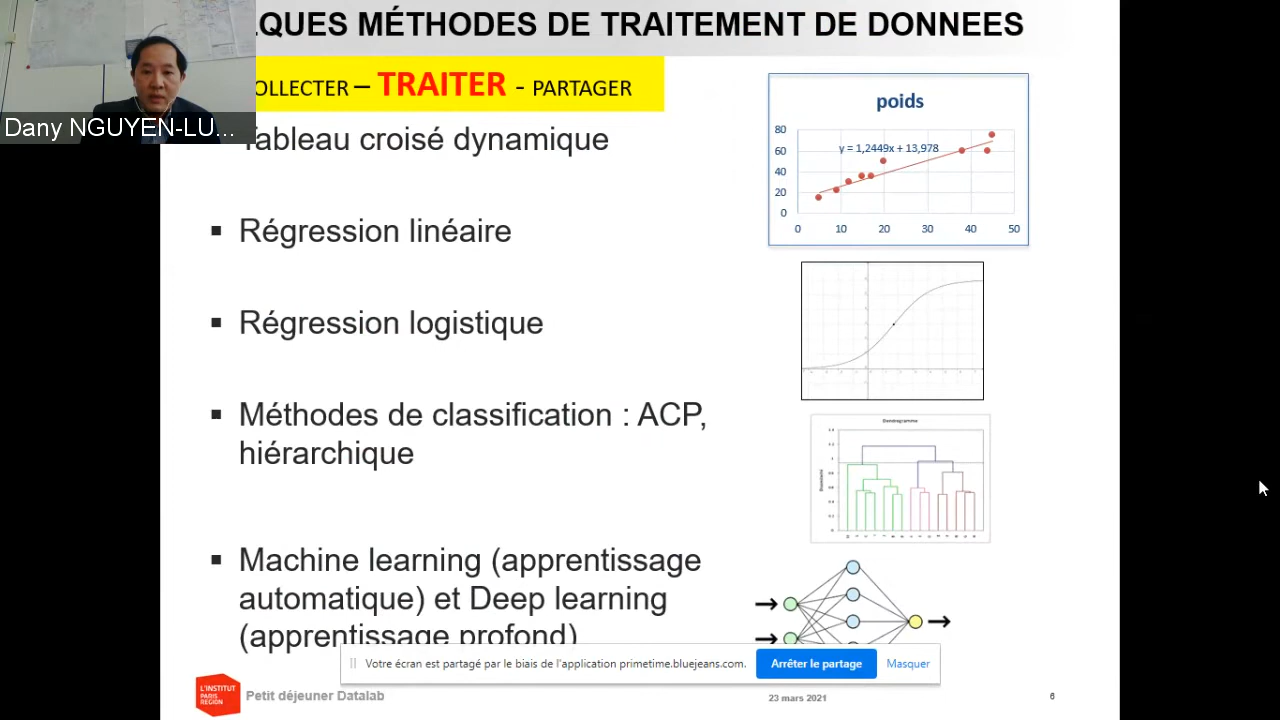 LQUES MÉTHODES DE TRAITEMENT DE DONNEES
OLLECTER – TRAITER - PARTAGER
Dany NGUYEN-LU...
Tableau croisé dynamique
▪ Régression linéaire
▪ Régression logistique
▪ Méthodes de classification : ACP,
hiérarchique
▪ Machine learning (apprentissage
automatique) et Deep learning
(apprentissage profond)
poids
y = 1,2449x + 13,978
80
60
40
20
0
0 10 20 30 40 50
Dendrogramme
Votre écran est partagé par le biais de l'application primetime.bluejeans.com.
Arrêter le partage
Masquer
L'INSTITUT
PARIS
REGION
Petit déjeuner Datalab
23 mars 2021
6